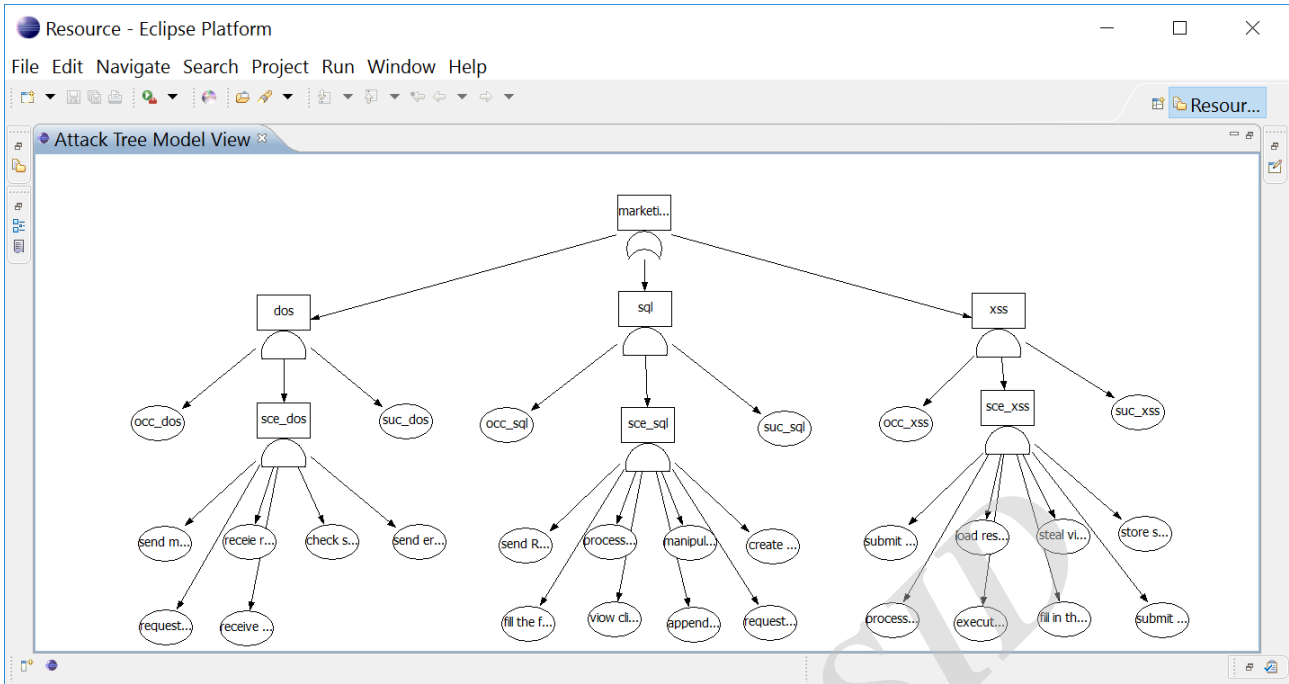 Resource - Eclipse Platform
File Edit Navigate Search Project Run Window Help
Resour...
Attack Tree Model View
marketi...
dos
sql
xss
occ_dos
sce_dos
suc_dos
occ_sql
sce_sql
suc_sql
occ_xss
sce_xss
suc_xss
send m...
receie r...
check s...
send er...
send R...
process...
manipul...
create ...
submit ...
load res...
steal vi...
store s...
request...
receive ...
fill the f...
viow cli...
append...
request...
process...
execut...
fill in th...
submit ...
SID